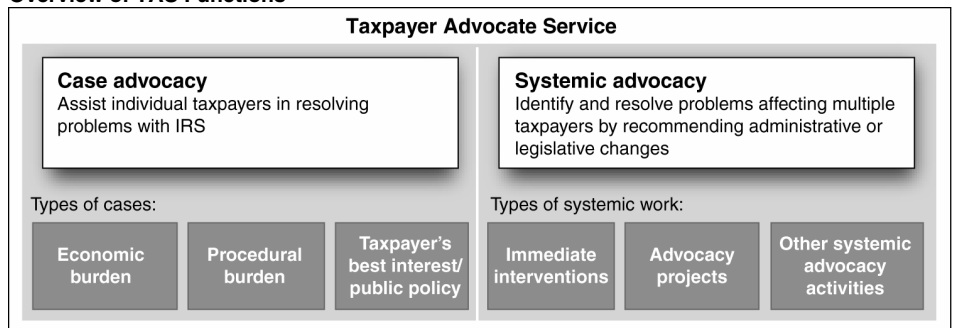 Overview of TAS Functions
Taxpayer Advocate Service
Case advocacy
Assist individual taxpayers in resolving
problems with IRS
Types of cases:
Economic
burden
Procedural
burden
Taxpayer's
best interest/
public policy
Systemic advocacy
Identify and resolve problems affecting multiple
taxpayers by recommending administrative or
legislative changes
Types of systemic work:
Immediate
interventions
Advocacy
projects
Other systemic
advocacy
activities